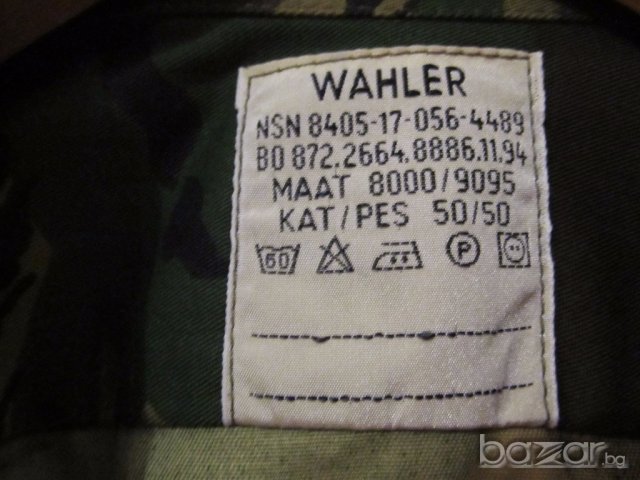 WAHLER
NSN 8405-17-056-4489
BO 872.2664.8886.11.94
MAAT 8000/9095
KAT/PES 50/50
60 P
bazar.bg